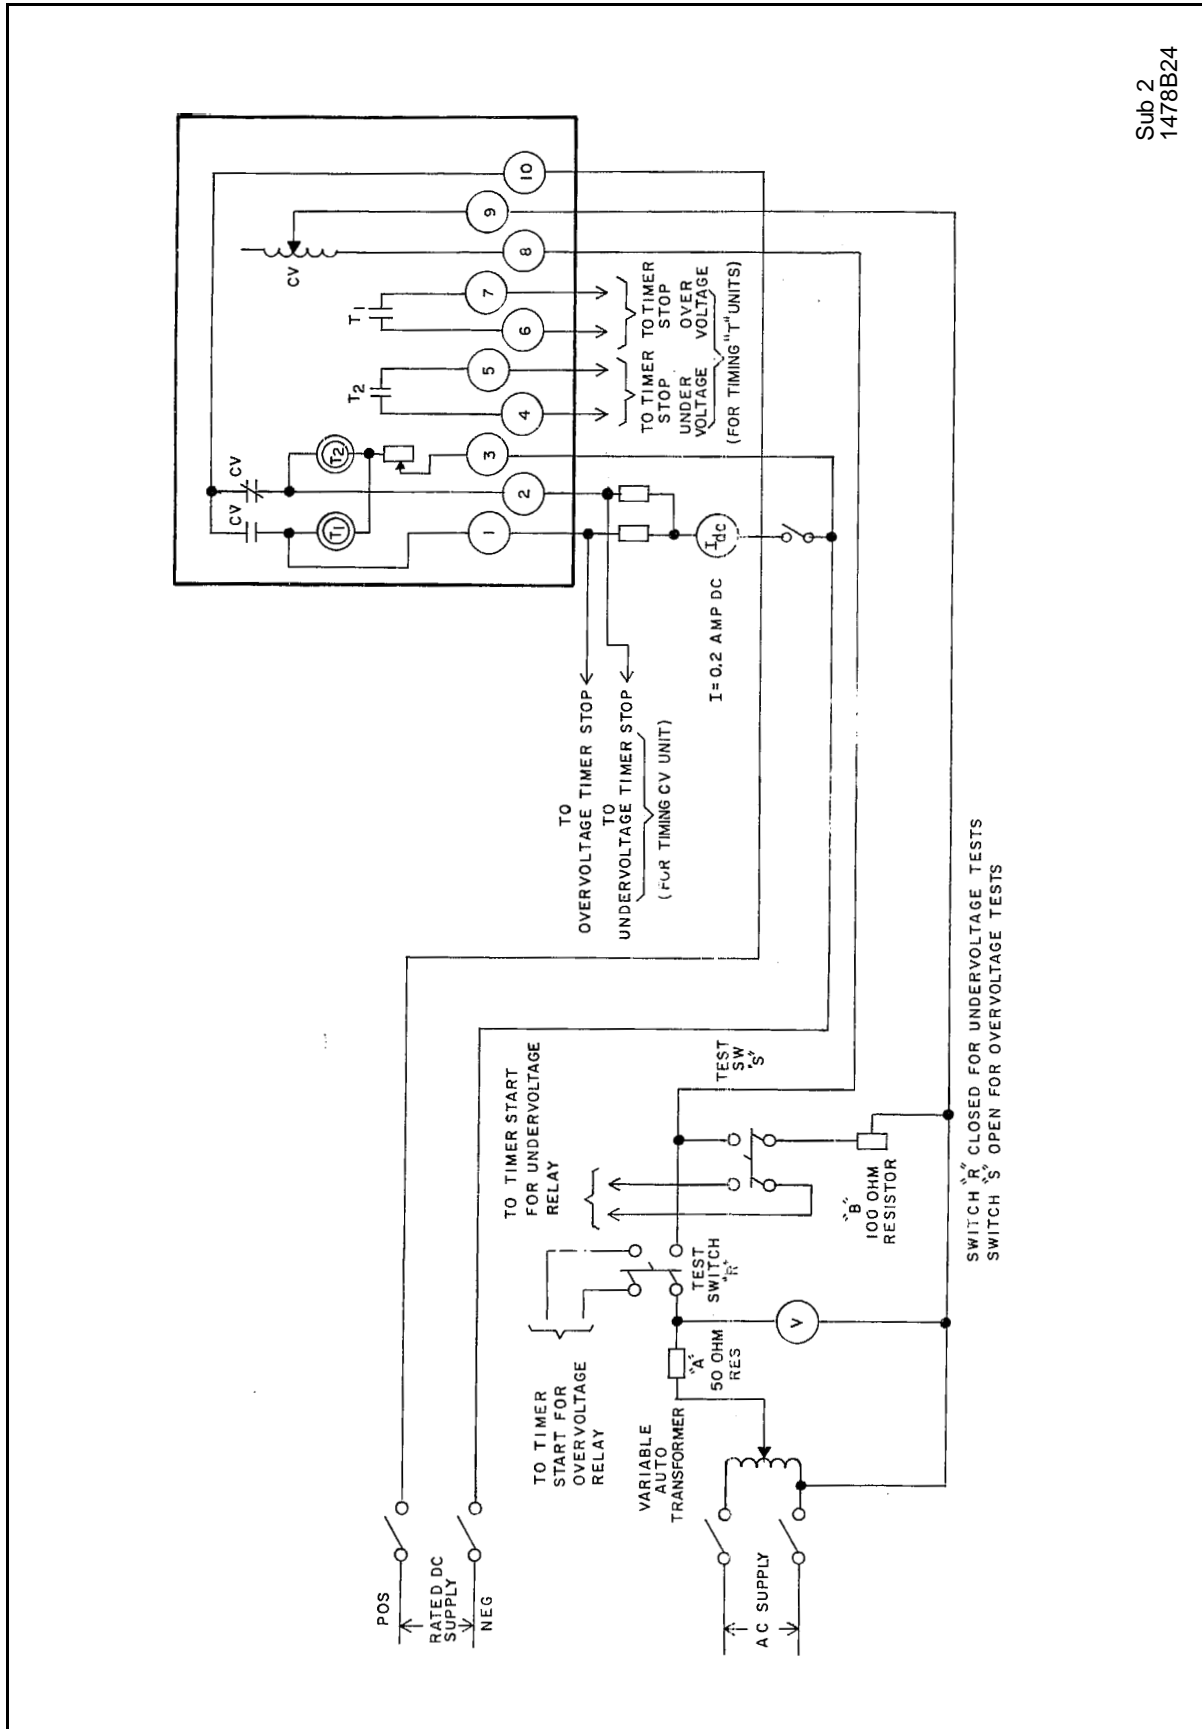 Sub 2
1478B24
POS
RATED DC
SUPPLY
NEG
AC SUPPLY
TO TIMER
START FOR
OVERVOLTAGE
RELAY
VARIABLE
AUTO
TRANSFORMER
"A"
50 OHM
RES
V
TEST
SWITCH
"R"
TO TIMER START
FOR UNDERVOLTAGE
RELAY
TEST
SW
"S"
"B"
100 OHM
RESISTOR
SWITCH "R" CLOSED FOR UNDERVOLTAGE TESTS
SWITCH "S" OPEN FOR OVERVOLTAGE TESTS
TO
OVERVOLTAGE TIMER STOP
TO
UNDERVOLTAGE TIMER STOP
(FOR TIMING CV UNIT)
I = 0.2 AMP DC
Idc
CV
CV
T1
T2
T2
T1
CV
1
2
3
4
5
6
7
8
9
10
TO TIMER
STOP
UNDER
VOLTAGE
TO TIMER
STOP
OVER
VOLTAGE
(FOR TIMING "T" UNITS)